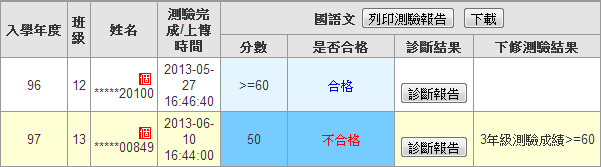 入學年度 班級 姓名 測驗完成/上傳時間 國語文 列印測驗報告 下載
分數 是否合格 診斷結果 下修測驗結果
96 12 個 *****20100 2013-05-27 16:46:40 >=60 合格 診斷報告
97 13 個 *****00849 2013-06-10 16:44:00 50 不合格 診斷報告 3年級測驗成績>=60